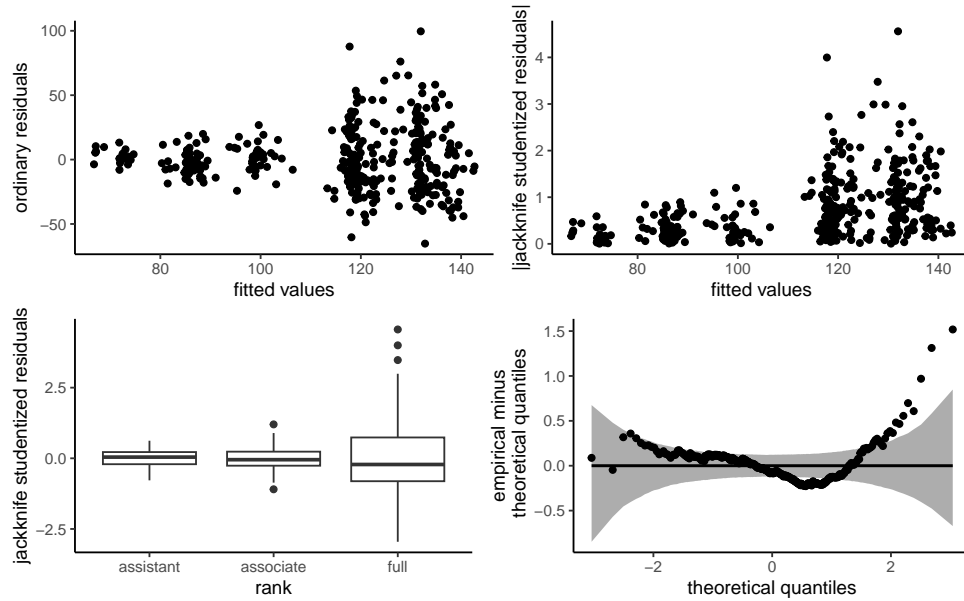 ordinary residuals
100
50
0
−50
80
100
120
140
fitted values
|jackknife studentized residuals|
4
3
2
1
0
80
100
120
140
fitted values
jackknife studentized residuals
2.5
0.0
−2.5
assistant
associate
full
rank
empirical minus
theoretical quantiles
1.5
1.0
0.5
0.0
−0.5
−2
0
2
theoretical quantiles